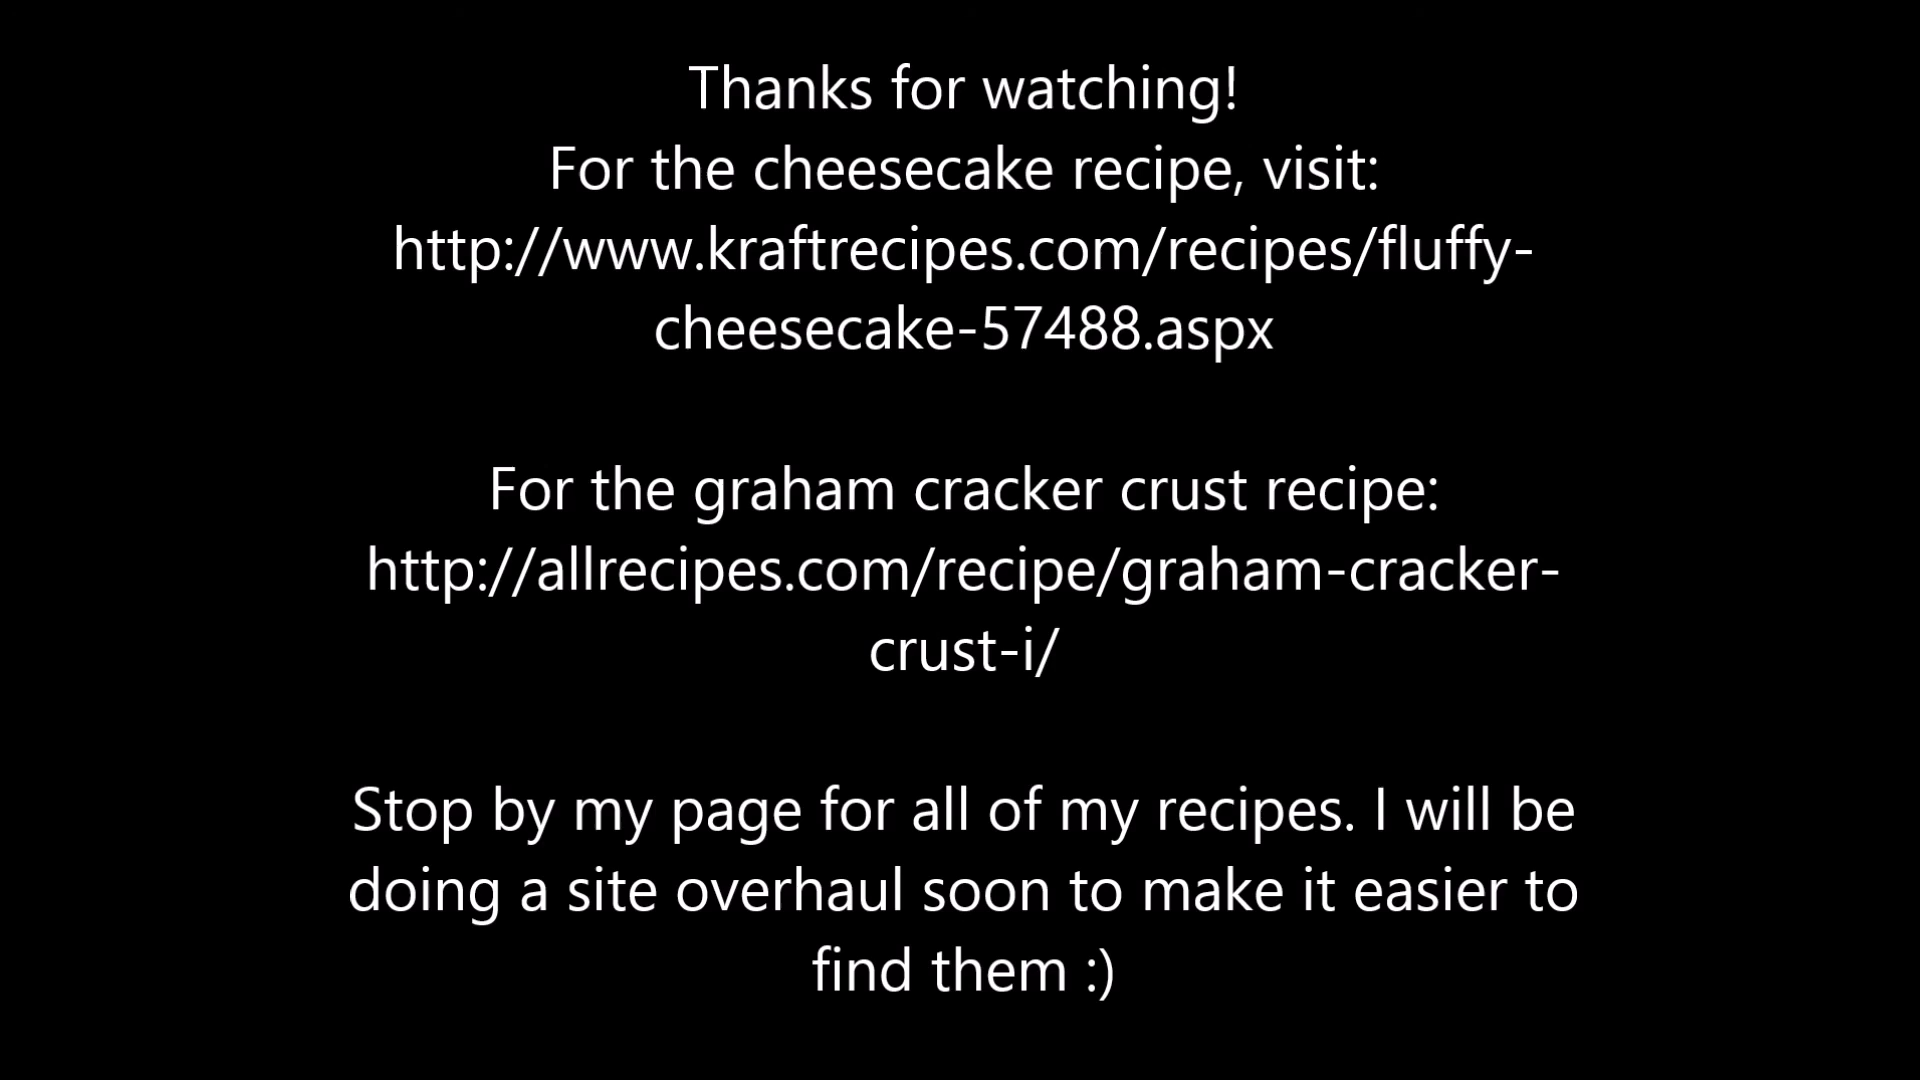 Thanks for watching!
For the cheesecake recipe, visit:
http://www.kraftrecipes.com/recipes/fluffy-
cheesecake-57488.aspx
For the graham cracker crust recipe:
http://allrecipes.com/recipe/graham-cracker-
crust-i/
Stop by my page for all of my recipes. I will be
doing a site overhaul soon to make it easier to
find them :)